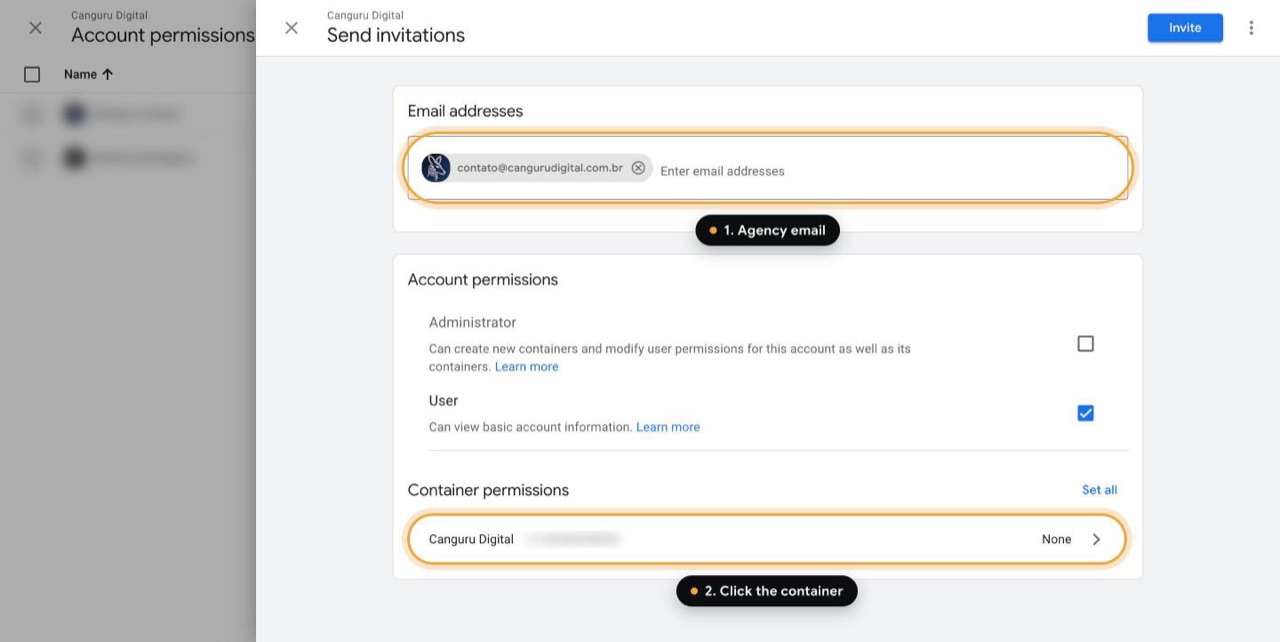 Canguru Digital
Account permissions
Name
Canguru Digital
Send invitations
Invite
Email addresses
contato@cangurudigital.com.br
Enter email addresses
1. Agency email
Account permissions
Administrator
Can create new containers and modify user permissions for this account as well as its
containers. Learn more
User
Can view basic account information. Learn more
Container permissions
Set all
Canguru Digital
None
2. Click the container